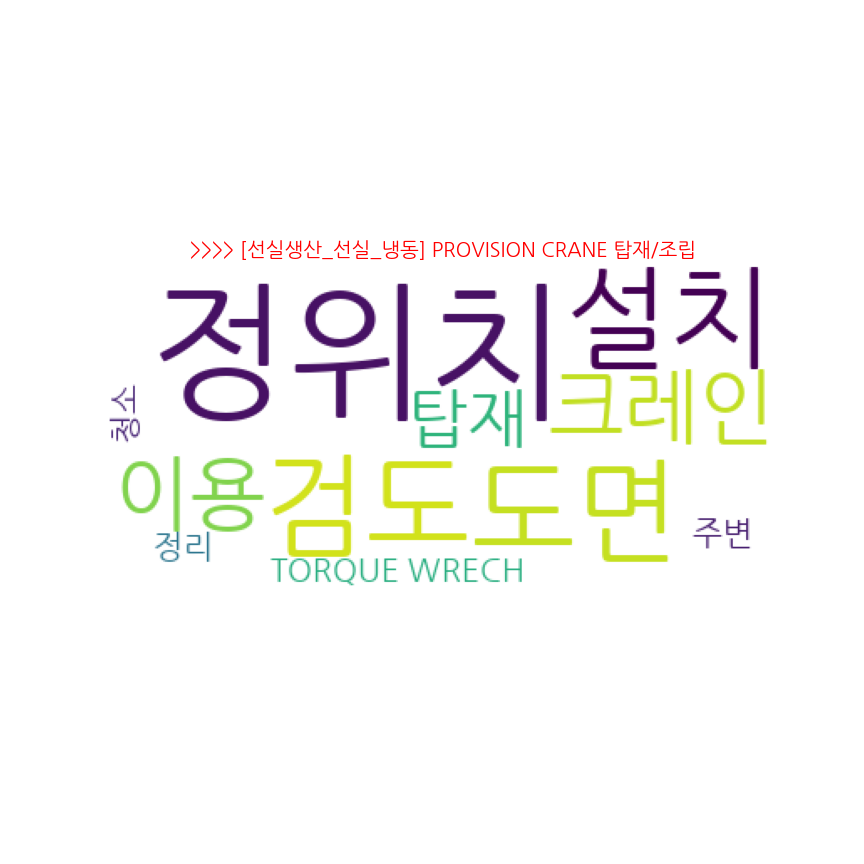 >>>> [선실생산_선실_냉동] PROVISION CRANE 탑재/조립
정위치
설치
탑재
크레인
청소
이용
검도
도면
정리
주변
TORQUE WRECH